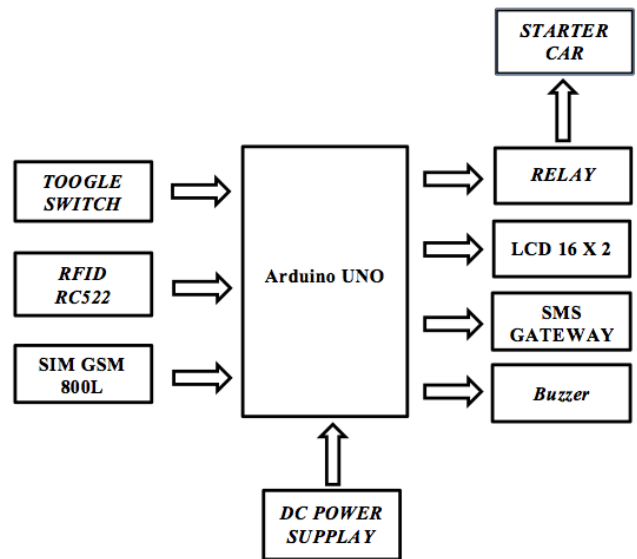 STARTER
CAR
TOOGLE
SWITCH
RFID
RC522
SIM GSM
800L
Arduino UNO
RELAY
LCD 16 X 2
SMS
GATEWAY
Buzzer
DC POWER
SUPPLAY